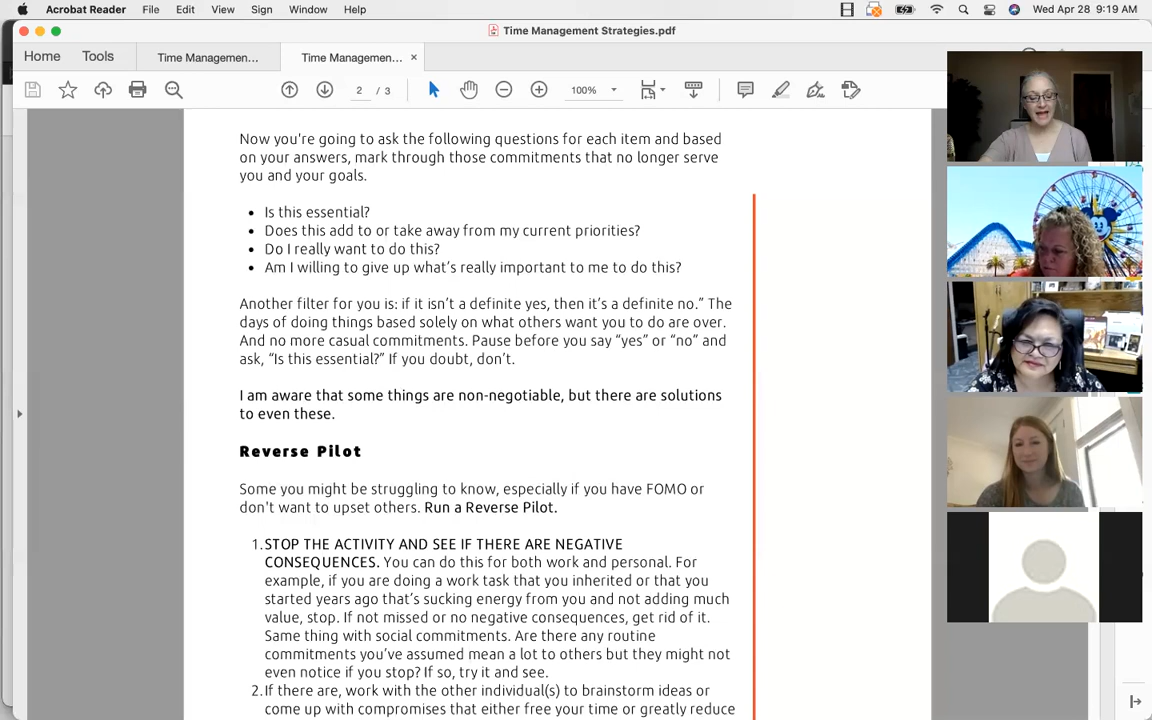 Acrobat Reader File Edit View Sign Window Help Wed Apr 28 9:19 AM
Time Management Strategies.pdf
Home Tools Time Managemen... Time Managemen... ×
2 / 3 100%
Now you're going to ask the following questions for each item and based
on your answers, mark through those commitments that no longer serve
you and your goals.
• Is this essential?
• Does this add to or take away from my current priorities?
• Do I really want to do this?
• Am I willing to give up what's really important to me to do this?
Another filter for you is: if it isn't a definite yes, then it's a definite no.” The
days of doing things based solely on what others want you to do are over.
And no more casual commitments. Pause before you say “yes” or “no” and
ask, “Is this essential?” If you doubt, don't.
I am aware that some things are non-negotiable, but there are solutions
to even these.
Reverse Pilot
Some you might be struggling to know, especially if you have FOMO or
don't want to upset others. Run a Reverse Pilot.
1. STOP THE ACTIVITY AND SEE IF THERE ARE NEGATIVE
CONSEQUENCES. You can do this for both work and personal. For
example, if you are doing a work task that you inherited or that you
started years ago that's sucking energy from you and not adding much
value, stop. If not missed or no negative consequences, get rid of it.
Same thing with social commitments. Are there any routine
commitments you've assumed mean a lot to others but they might not
even notice if you stop? If so, try it and see.
2. If there are, work with the other individual(s) to brainstorm ideas or
come up with compromises that either free your time or greatly reduce